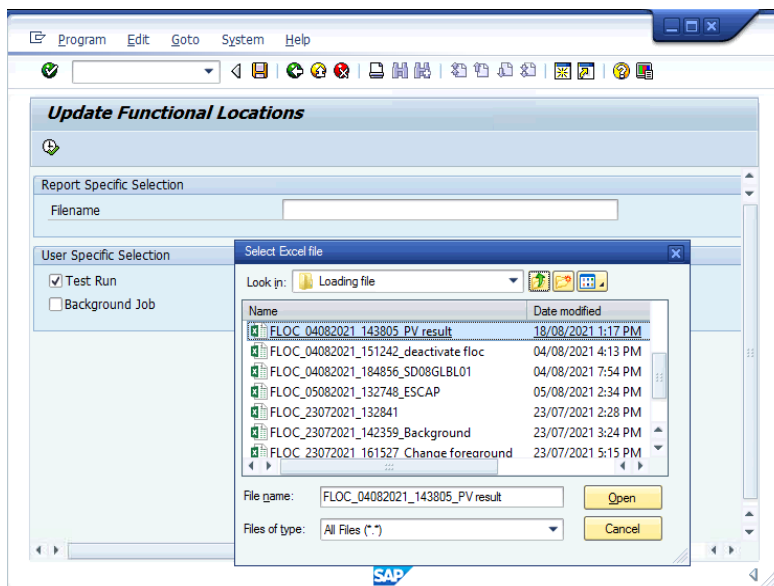 Program Edit Goto System Help
Update Functional Locations
Report Specific Selection
Filename
User Specific Selection
Test Run
Background Job
Select Excel file
Look in: Loading file
Name Date modified
FLOC_04082021_143805_PV result 18/08/2021 1:17 PM
FLOC_04082021_151242_deactivate floc 04/08/2021 4:13 PM
FLOC_04082021_184856_SD08GLBL01 04/08/2021 7:54 PM
FLOC_05082021_132748_ESCAP 05/08/2021 2:34 PM
FLOC_23072021_132841 23/07/2021 2:28 PM
FLOC_23072021_142359_Background 23/07/2021 3:24 PM
FLOC_23072021_161527_Change foreground 23/07/2021 5:15 PM
File name: FLOC_04082021_143805_PV result Open
Files of type: All Files (*.*) Cancel
SAP